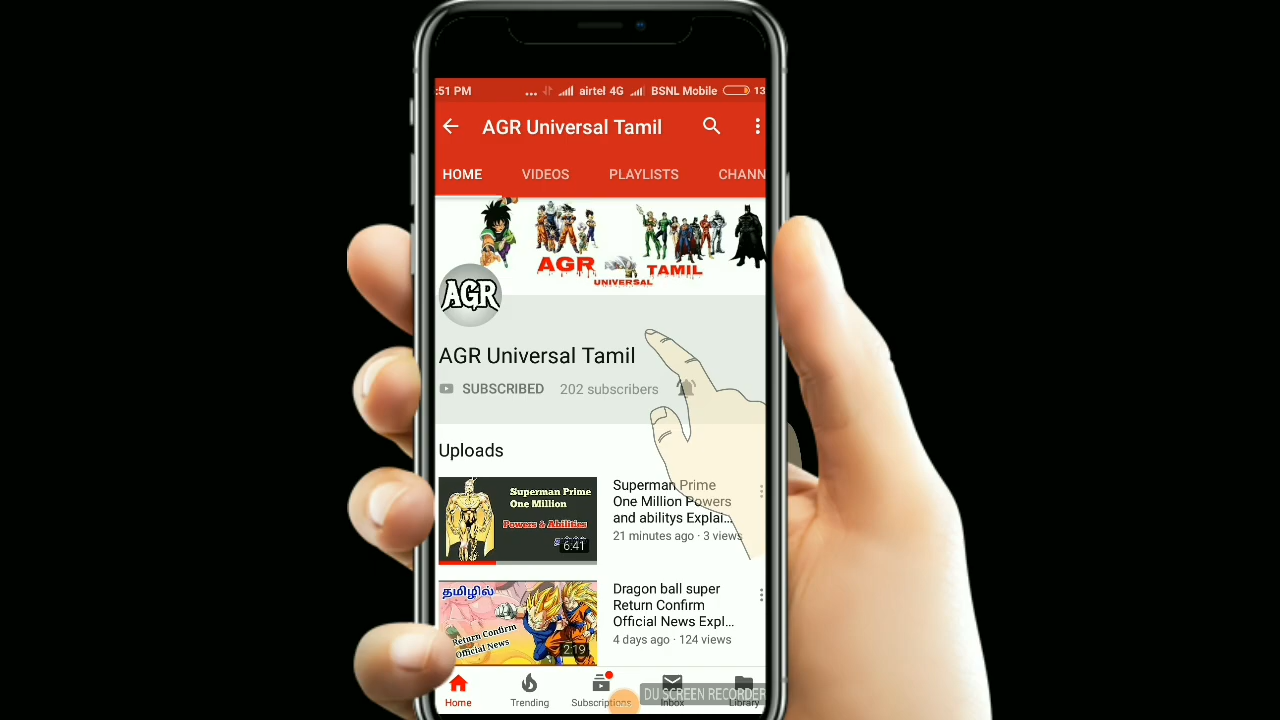 :51 PM ... airtel 4G BSNL Mobile 13
AGR Universal Tamil
HOME VIDEOS PLAYLISTS CHANN
AGR UNIVERSAL TAMIL
AGR
AGR Universal Tamil
SUBSCRIBED 202 subscribers
Uploads
Superman Prime
One Million
Powers & Abilities
6:41
Superman Prime
One Million Powers
and abilitys Explai...
21 minutes ago · 3 views
தமிழில்
Return Confirm
Official News
2:19
Dragon ball super
Return Confirm
Official News Expl...
4 days ago · 124 views
Home Trending Subscriptions Inbox Library
DU SCREEN RECORDER